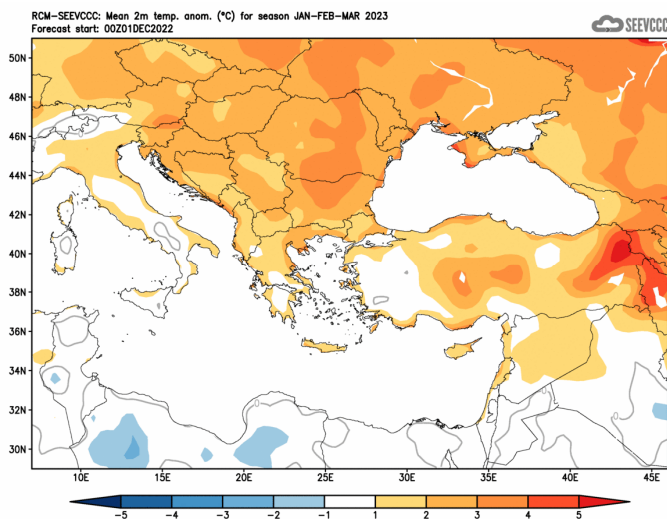 RCM-SEEVCCC: Mean 2m temp. anom. (°C) for season JAN-FEB-MAR 2023
Forecast start: 00Z01DEC2022
SEEVCCC
50N
48N
46N
44N
42N
40N
38N
36N
34N
32N
30N
10E 15E 20E 25E 30E 35E 40E 45E
-5 -4 -3 -2 -1 1 2 3 4 5